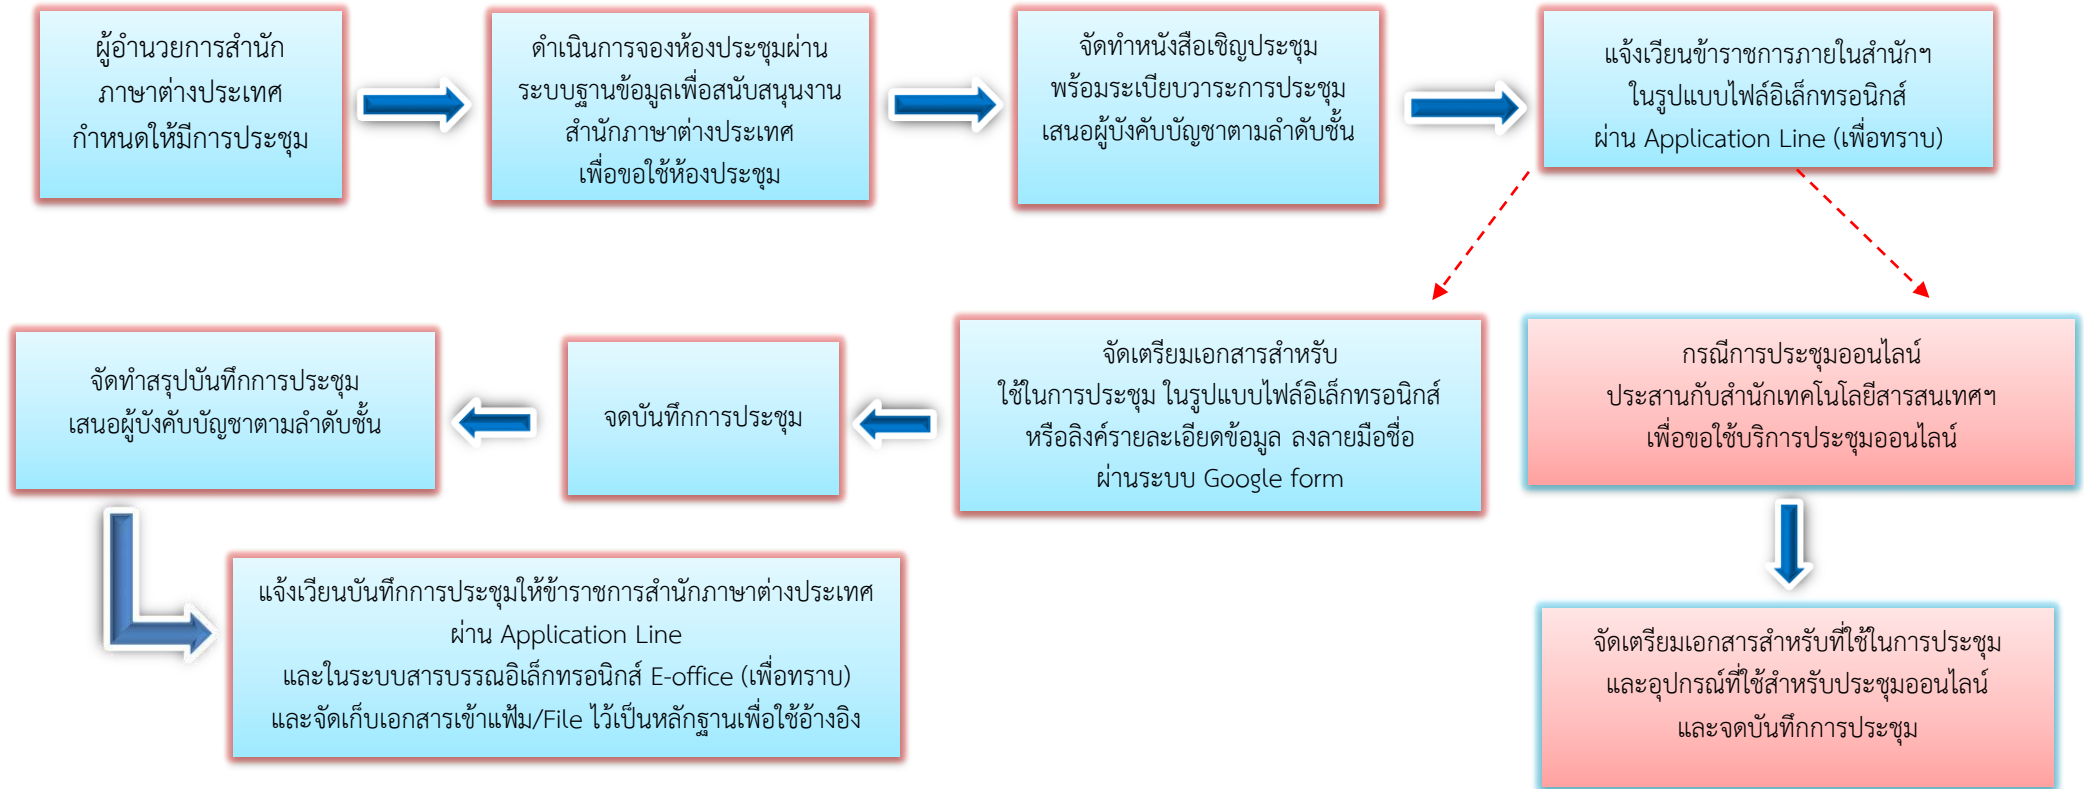 ผู้อำนวยการสำนัก
ภาษาต่างประเทศ
กำหนดให้มีการประชุม
ดำเนินการจองห้องประชุมผ่าน
ระบบฐานข้อมูลเพื่อสนับสนุนงาน
สำนักภาษาต่างประเทศ
เพื่อขอใช้ห้องประชุม
จัดทำหนังสือเชิญประชุม
พร้อมระเบียบวาระการประชุม
เสนอผู้บังคับบัญชาตามลำดับชั้น
แจ้งเวียนข้าราชการภายในสำนักฯ
ในรูปแบบไฟล์อิเล็กทรอนิกส์
ผ่าน Application Line (เพื่อทราบ)
จัดทำสรุปบันทึกการประชุม
เสนอผู้บังคับบัญชาตามลำดับชั้น
จดบันทึกการประชุม
จัดเตรียมเอกสารสำหรับ
ใช้ในการประชุม ในรูปแบบไฟล์อิเล็กทรอนิกส์
หรือลิงค์รายละเอียดข้อมูล ลงลายมือชื่อ
ผ่านระบบ Google form
กรณีการประชุมออนไลน์
ประสานกับสำนักเทคโนโลยีสารสนเทศฯ
เพื่อขอใช้บริการประชุมออนไลน์
แจ้งเวียนบันทึกการประชุมให้ข้าราชการสำนักภาษาต่างประเทศ
ผ่าน Application Line
และในระบบสารบรรณอิเล็กทรอนิกส์ E-office (เพื่อทราบ)
และจัดเก็บเอกสารเข้าแฟ้ม/File ไว้เป็นหลักฐานเพื่อใช้อ้างอิง
จัดเตรียมเอกสารสำหรับที่ใช้ในการประชุม
และอุปกรณ์ที่ใช้สำหรับประชุมออนไลน์
และจดบันทึกการประชุม